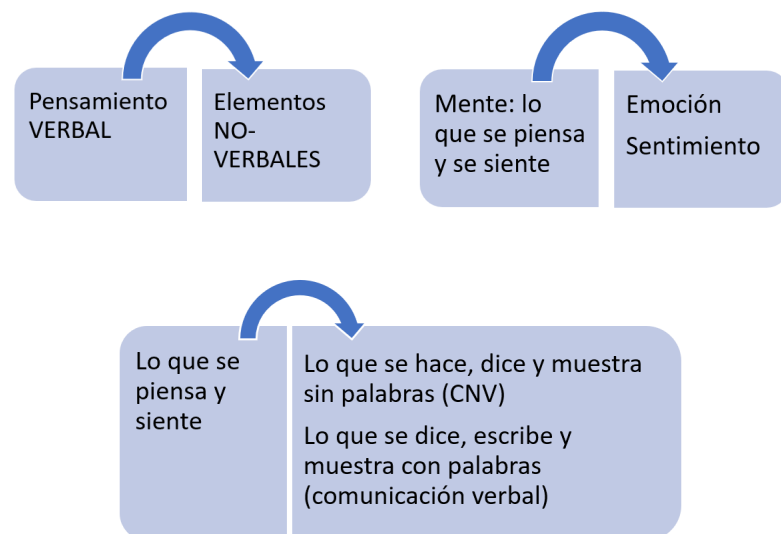 Pensamiento
VERBAL
Elementos
NO-
VERBALES
Mente: lo
que se piensa
y se siente
Emoción
Sentimiento
Lo que se
piensa y
siente
Lo que se hace, dice y muestra
sin palabras (CNV)
Lo que se dice, escribe y
muestra con palabras
(comunicación verbal)